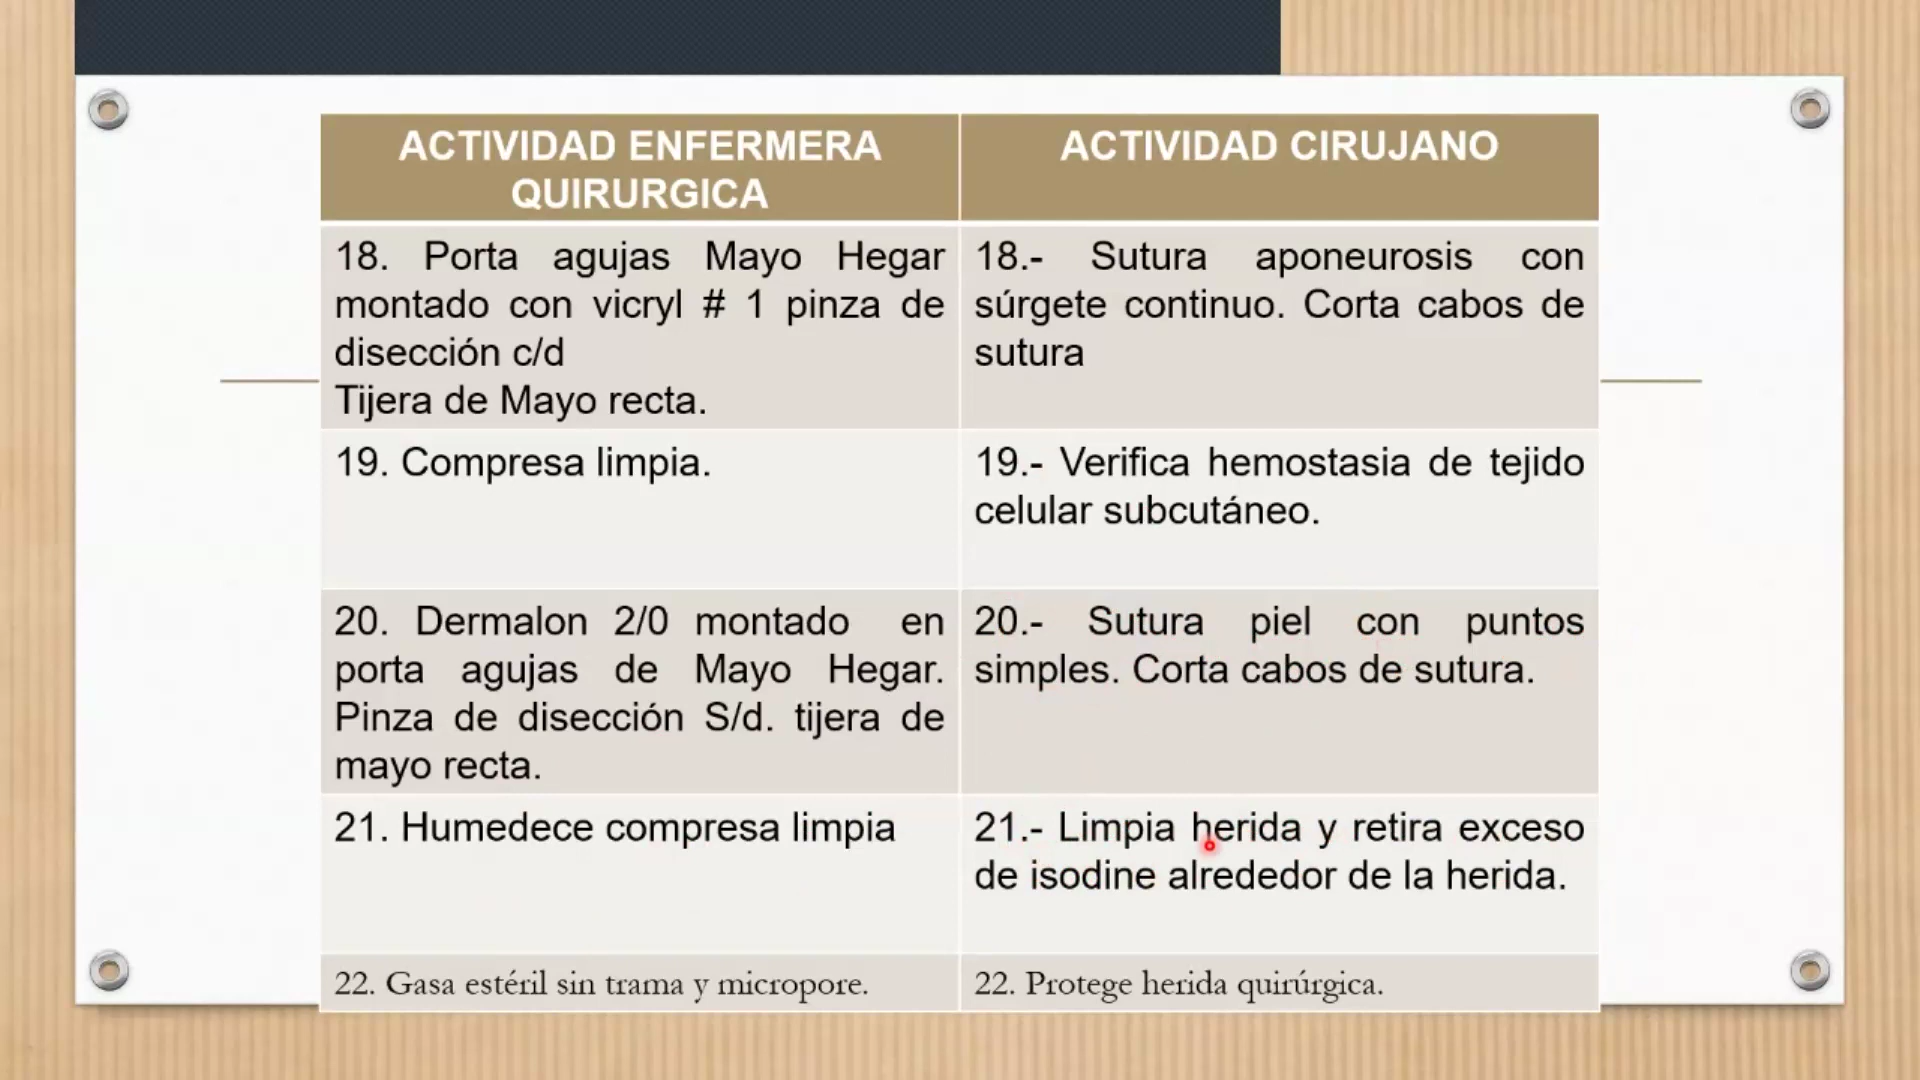 ACTIVIDAD ENFERMERA
QUIRURGICA
ACTIVIDAD CIRUJANO
18. Porta agujas Mayo Hegar
montado con vicryl # 1 pinza de
disección c/d
Tijera de Mayo recta.
18.- Sutura aponeurosis con
súrgete continuo. Corta cabos de
sutura
19. Compresa limpia.
19.- Verifica hemostasia de tejido
celular subcutáneo.
20. Dermalon 2/0 montado en
porta agujas de Mayo Hegar.
Pinza de disección S/d. tijera de
mayo recta.
20.- Sutura piel con puntos
simples. Corta cabos de sutura.
21. Humedece compresa limpia
21.- Limpia herida y retira exceso
de isodine alrededor de la herida.
22. Gasa estéril sin trama y micropore.
22. Protege herida quirúrgica.